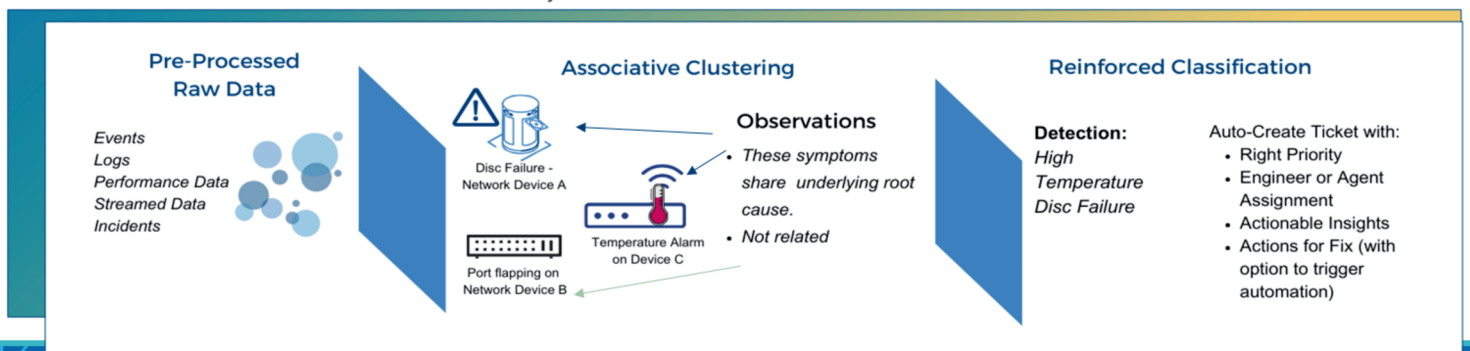 Pre-Processed
Raw Data
Events
Logs
Performance Data
Streamed Data
Incidents
Associative Clustering
Disc Failure -
Network Device A
Temperature Alarm
on Device C
Port flapping on
Network Device B
Observations
• These symptoms
share underlying root
cause.
• Not related
Reinforced Classification
Detection:
High
Temperature
Disc Failure
Auto-Create Ticket with:
• Right Priority
• Engineer or Agent
Assignment
• Actionable Insights
• Actions for Fix (with
option to trigger
automation)